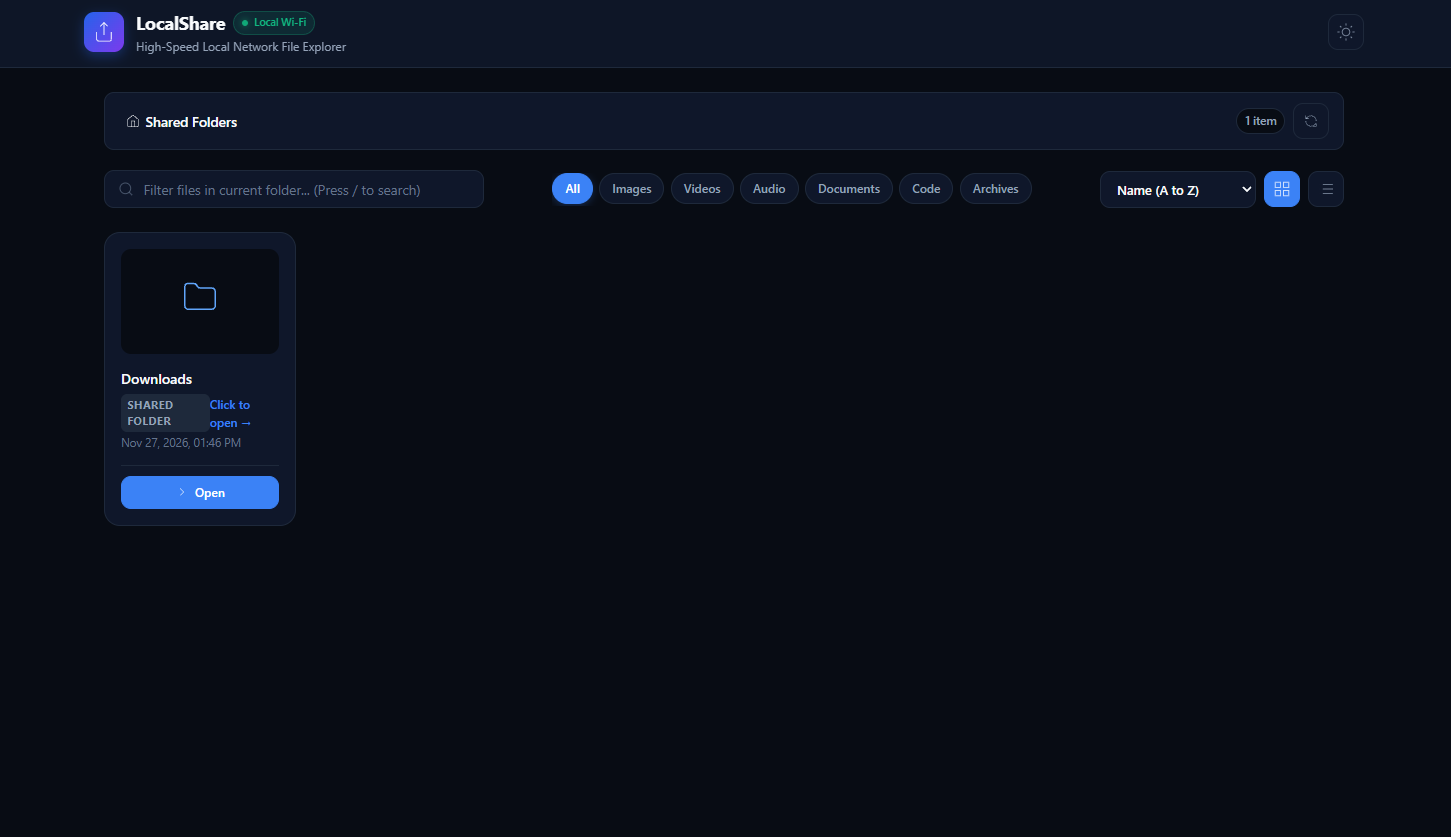 LocalShare
Local Wi-Fi
High-Speed Local Network File Explorer
Shared Folders
1 item
Filter files in current folder... (Press / to search)
All
Images
Videos
Audio
Documents
Code
Archives
Name (A to Z)
Downloads
SHARED
FOLDER
Click to
open →
Nov 27, 2026, 01:46 PM
Open